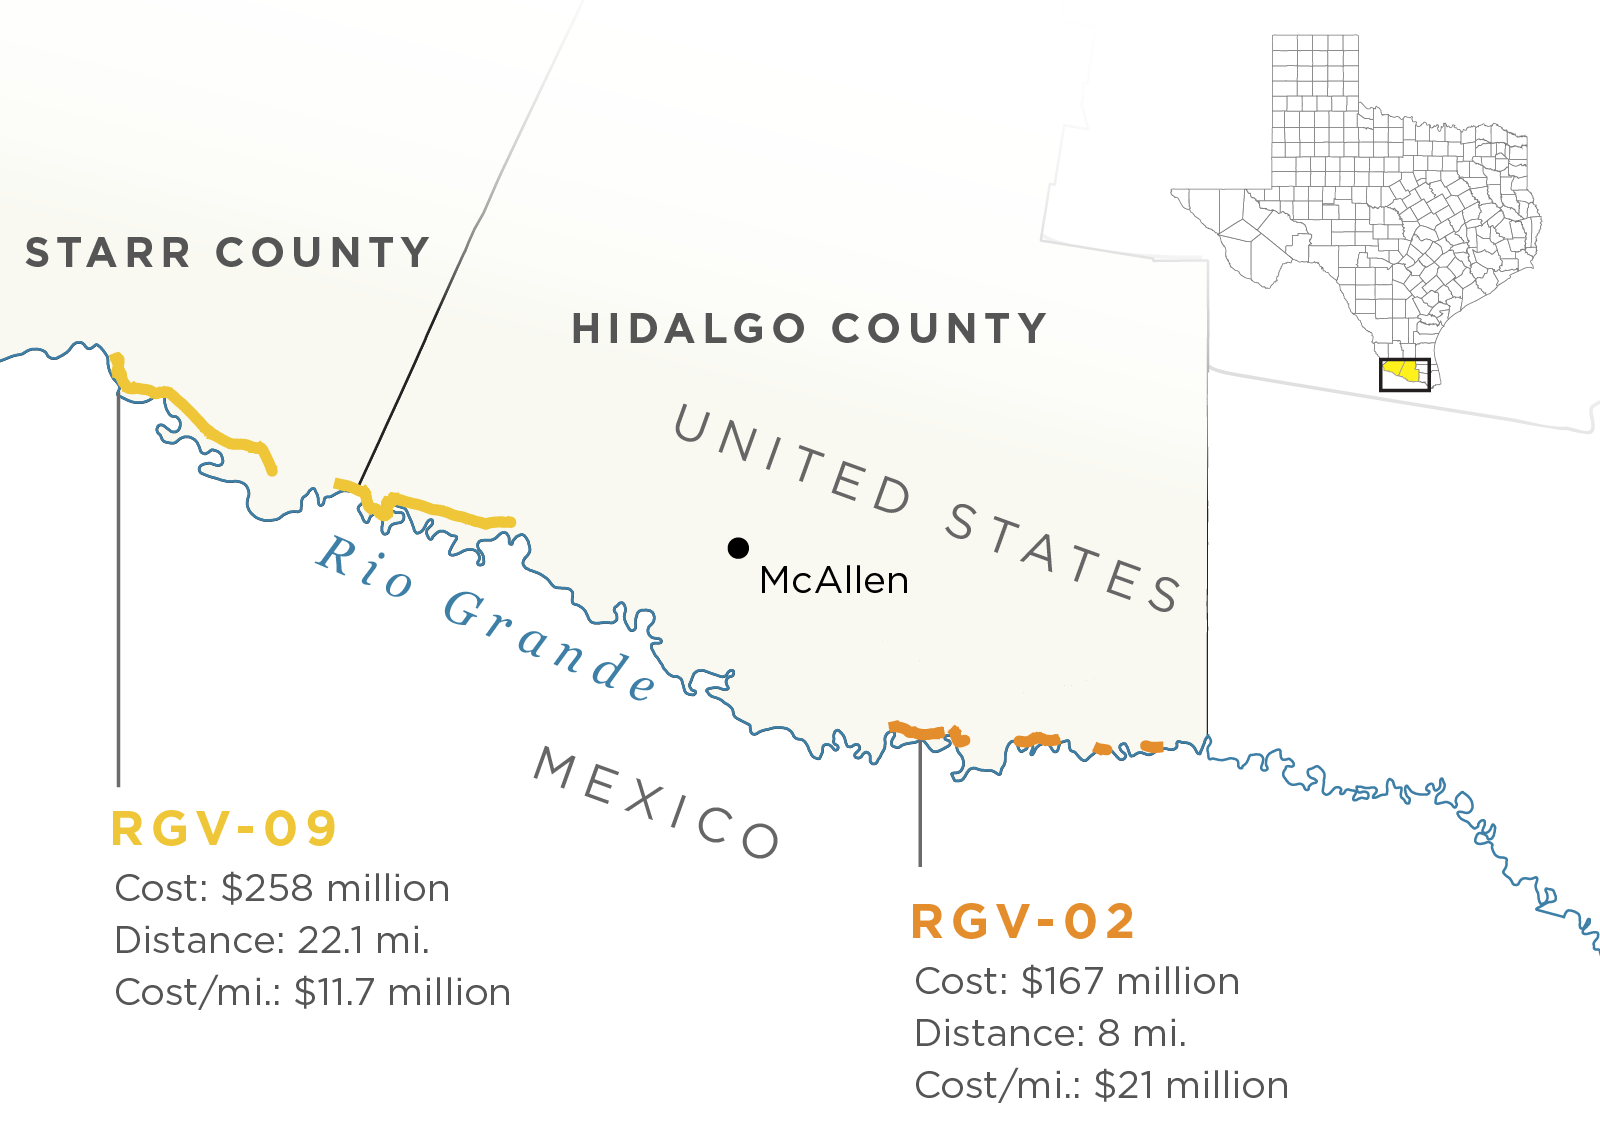 STARR COUNTY
HIDALGO COUNTY
UNITED STATES
McAllen
Rio Grande
MEXICO
RGV-09
Cost: $258 million
Distance: 22.1 mi.
Cost/mi.: $11.7 million
RGV-02
Cost: $167 million
Distance: 8 mi.
Cost/mi.: $21 million